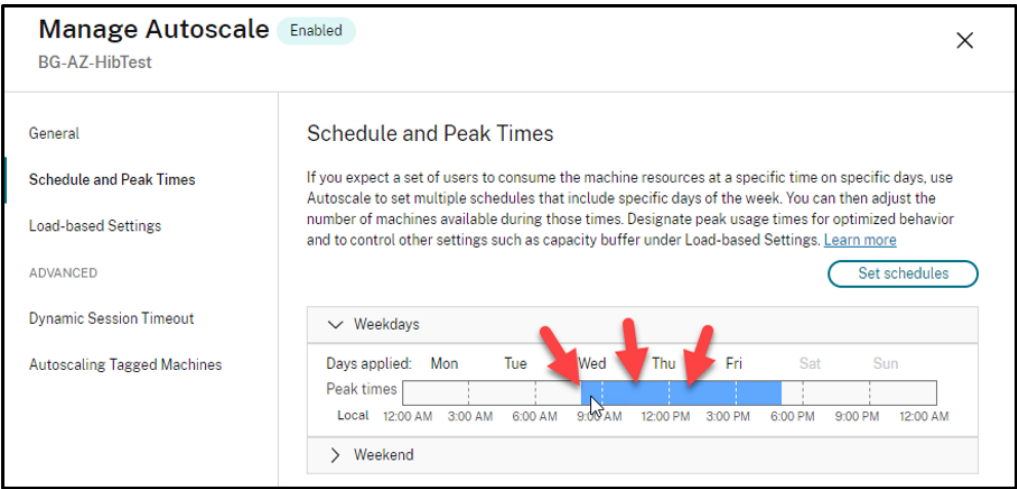 Manage Autoscale Enabled
BG-AZ-HibTest
General
Schedule and Peak Times
Load-based Settings
ADVANCED
Dynamic Session Timeout
Autoscaling Tagged Machines
Schedule and Peak Times
If you expect a set of users to consume the machine resources at a specific time on specific days, use
Autoscale to set multiple schedules that include specific days of the week. You can then adjust the
number of machines available during those times. Designate peak usage times for optimized behavior
and to control other settings such as capacity buffer under Load-based Settings. Learn more
Set schedules
Weekdays
Days applied: Mon Tue Wed Thu Fri Sat Sun
Peak times
Local 12:00 AM 3:00 AM 6:00 AM 9:00 AM 12:00 PM 3:00 PM 6:00 PM 9:00 PM 12:00 AM
Weekend